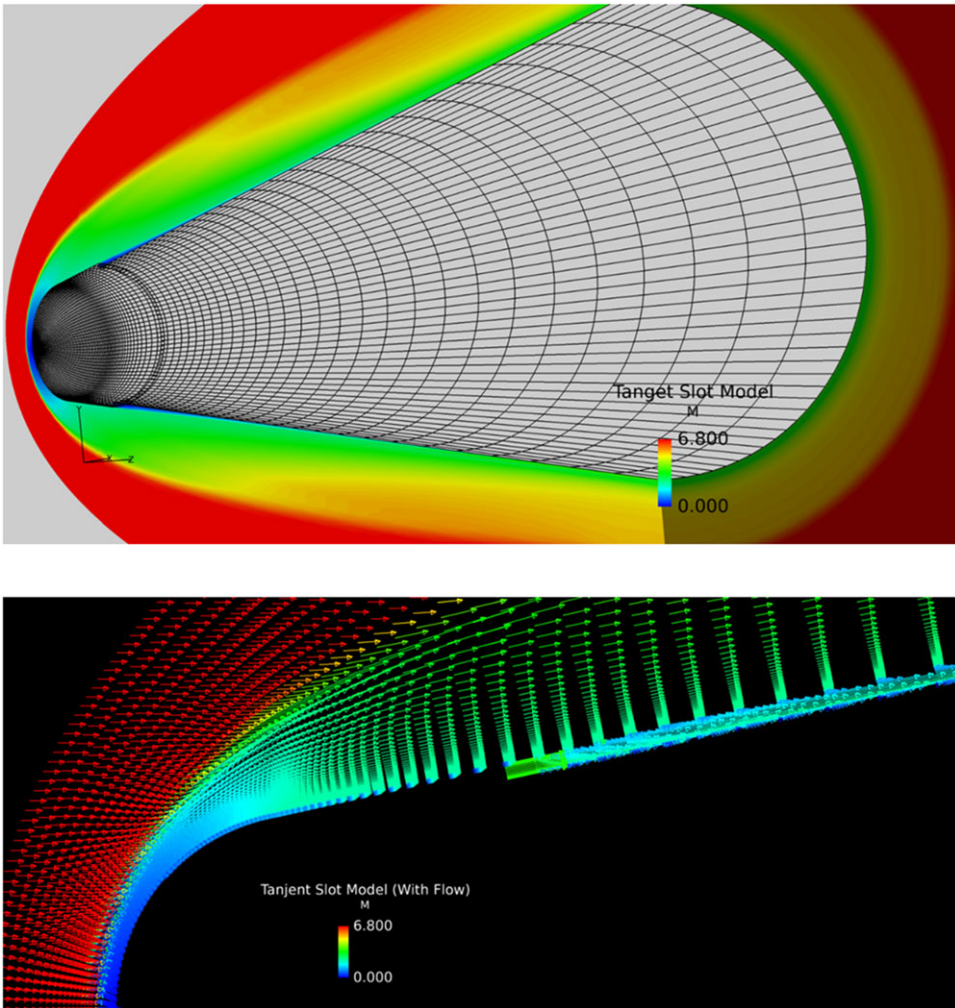 Tanget Slot Model
M
6.800
0.000
Y
X
Z
Tanjent Slot Model (With Flow)
M
6.800
0.000